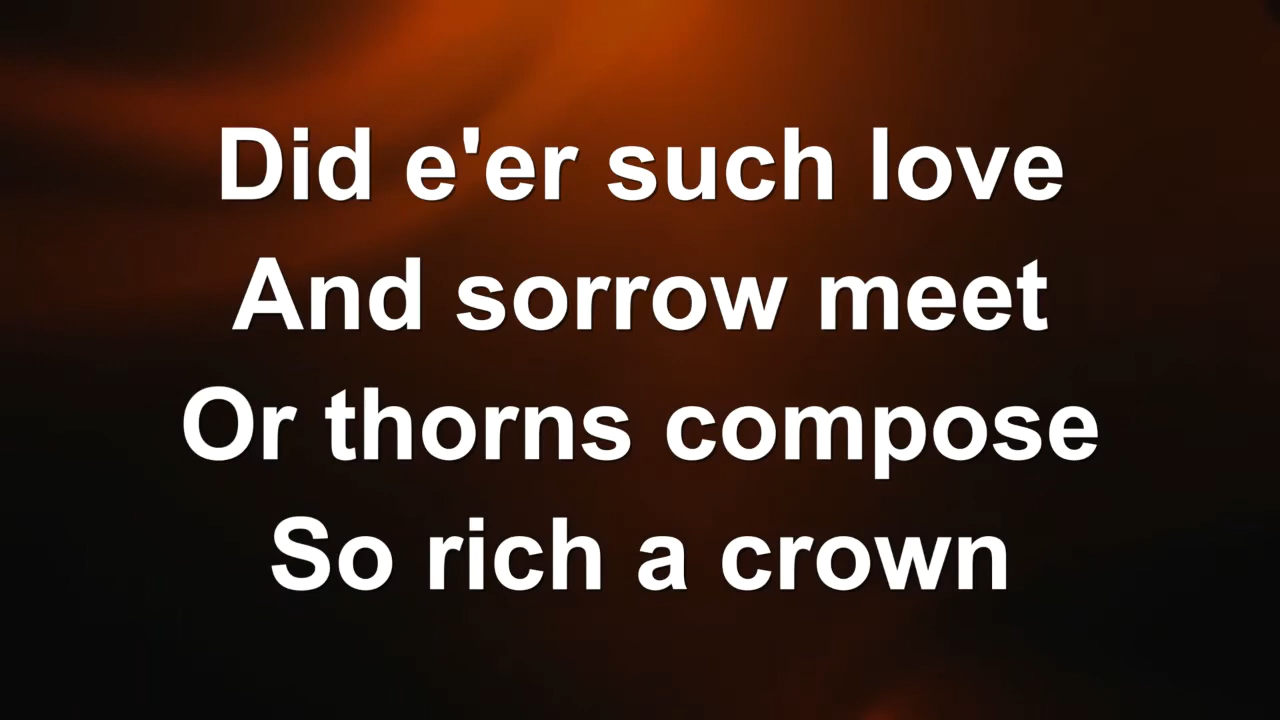 Did e'er such love
And sorrow meet
Or thorns compose
So rich a crown